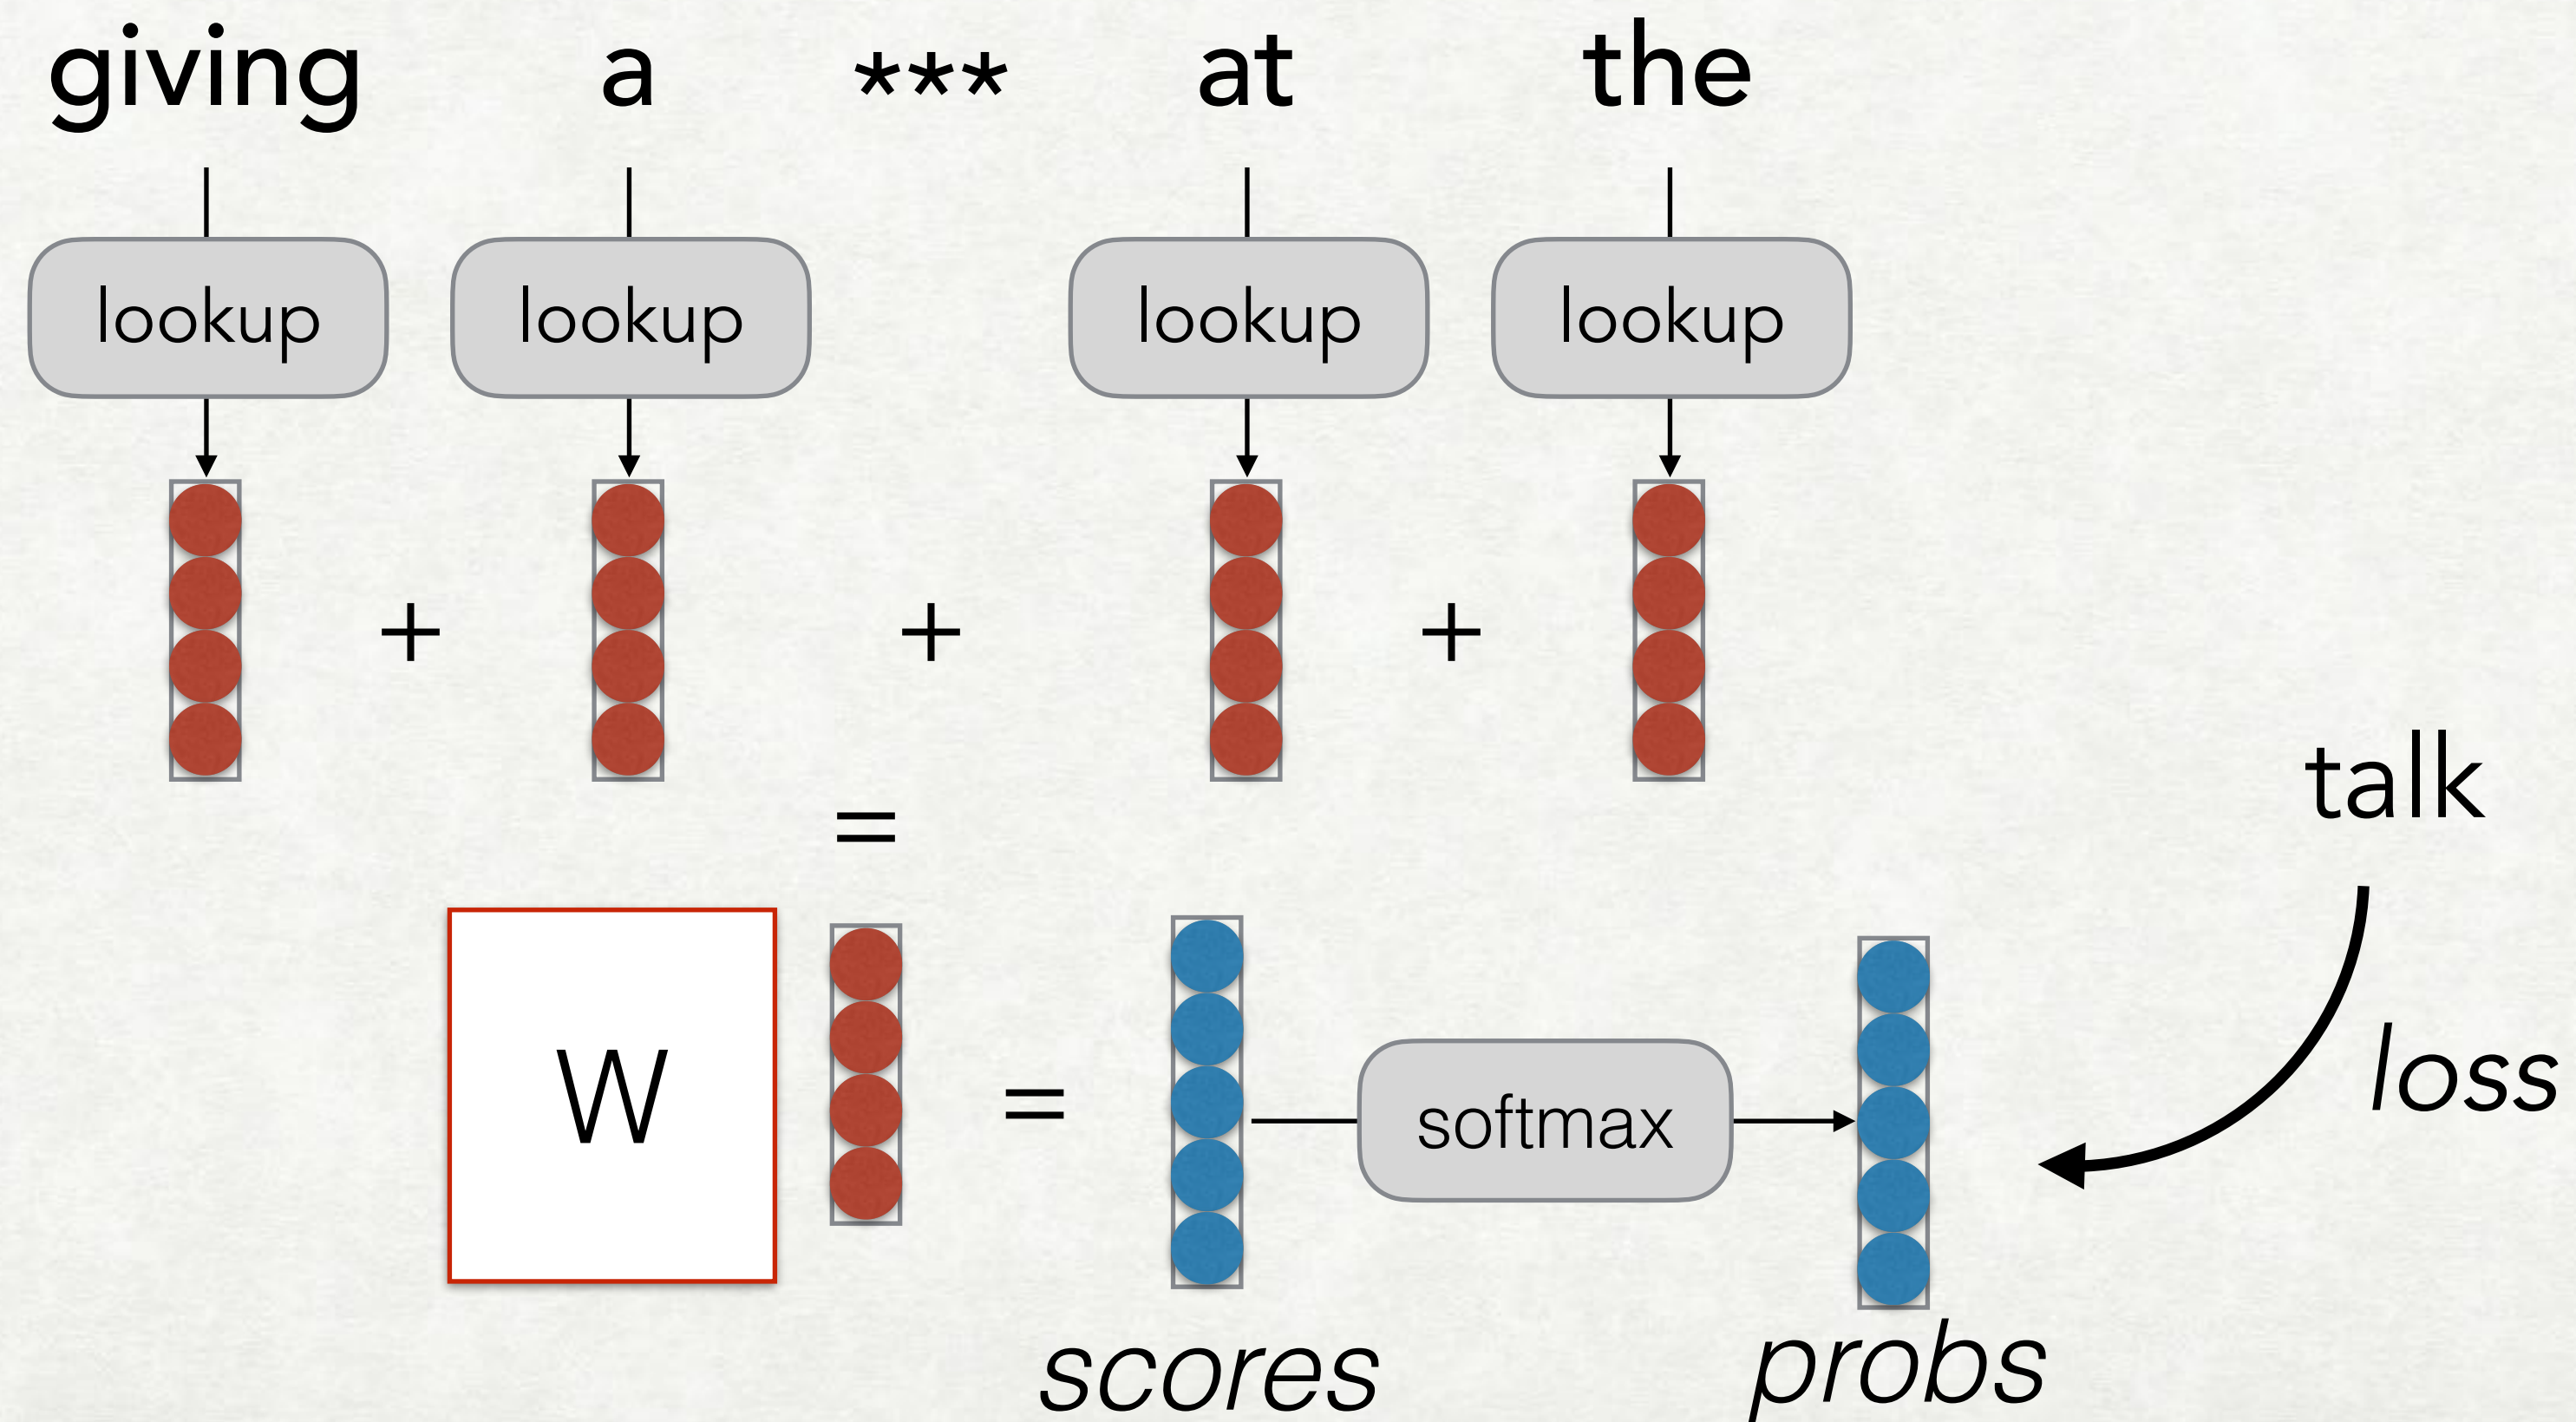 giving a *** at the
lookup lookup lookup lookup
+ + +
=
talk
W = softmax loss
scores probs